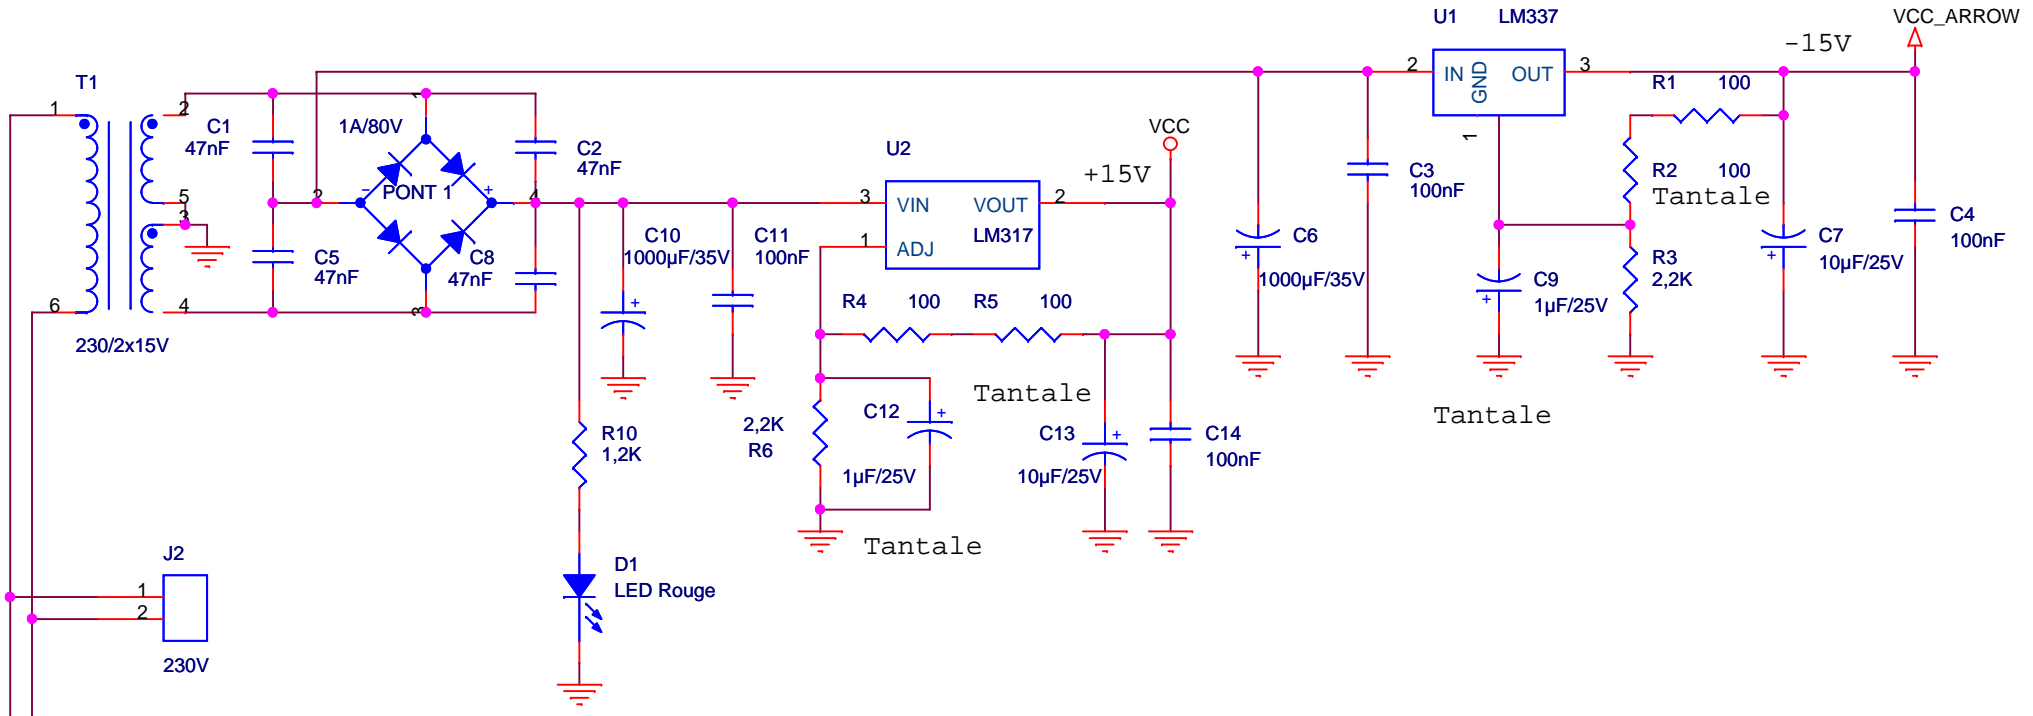 U1 LM337
VCC_ARROW
-15V
T1
1
2
1
2 IN GND OUT 3
R1 100
C1
47nF
1A/80V
C2
47nF
U2
VCC
1
+15V
C3
100nF
R2 100
Tantale
2
- PONT 1 +
4
5
3
3 VIN VOUT 2
LM317
1 ADJ
C5
47nF
C8
47nF
C10
1000µF/35V
C11
100nF
C6
+
1000µF/35V
C9
+
1µF/25V
R3
2,2K
C7
+
10µF/25V
C4
100nF
6
4
3
+
230/2x15V
R4 100 R5 100
Tantale
Tantale
R10
1,2K
2,2K
R6
C12
+
1µF/25V
C13
+
10µF/25V
C14
100nF
Tantale
J2
1
2
230V
D1
LED Rouge